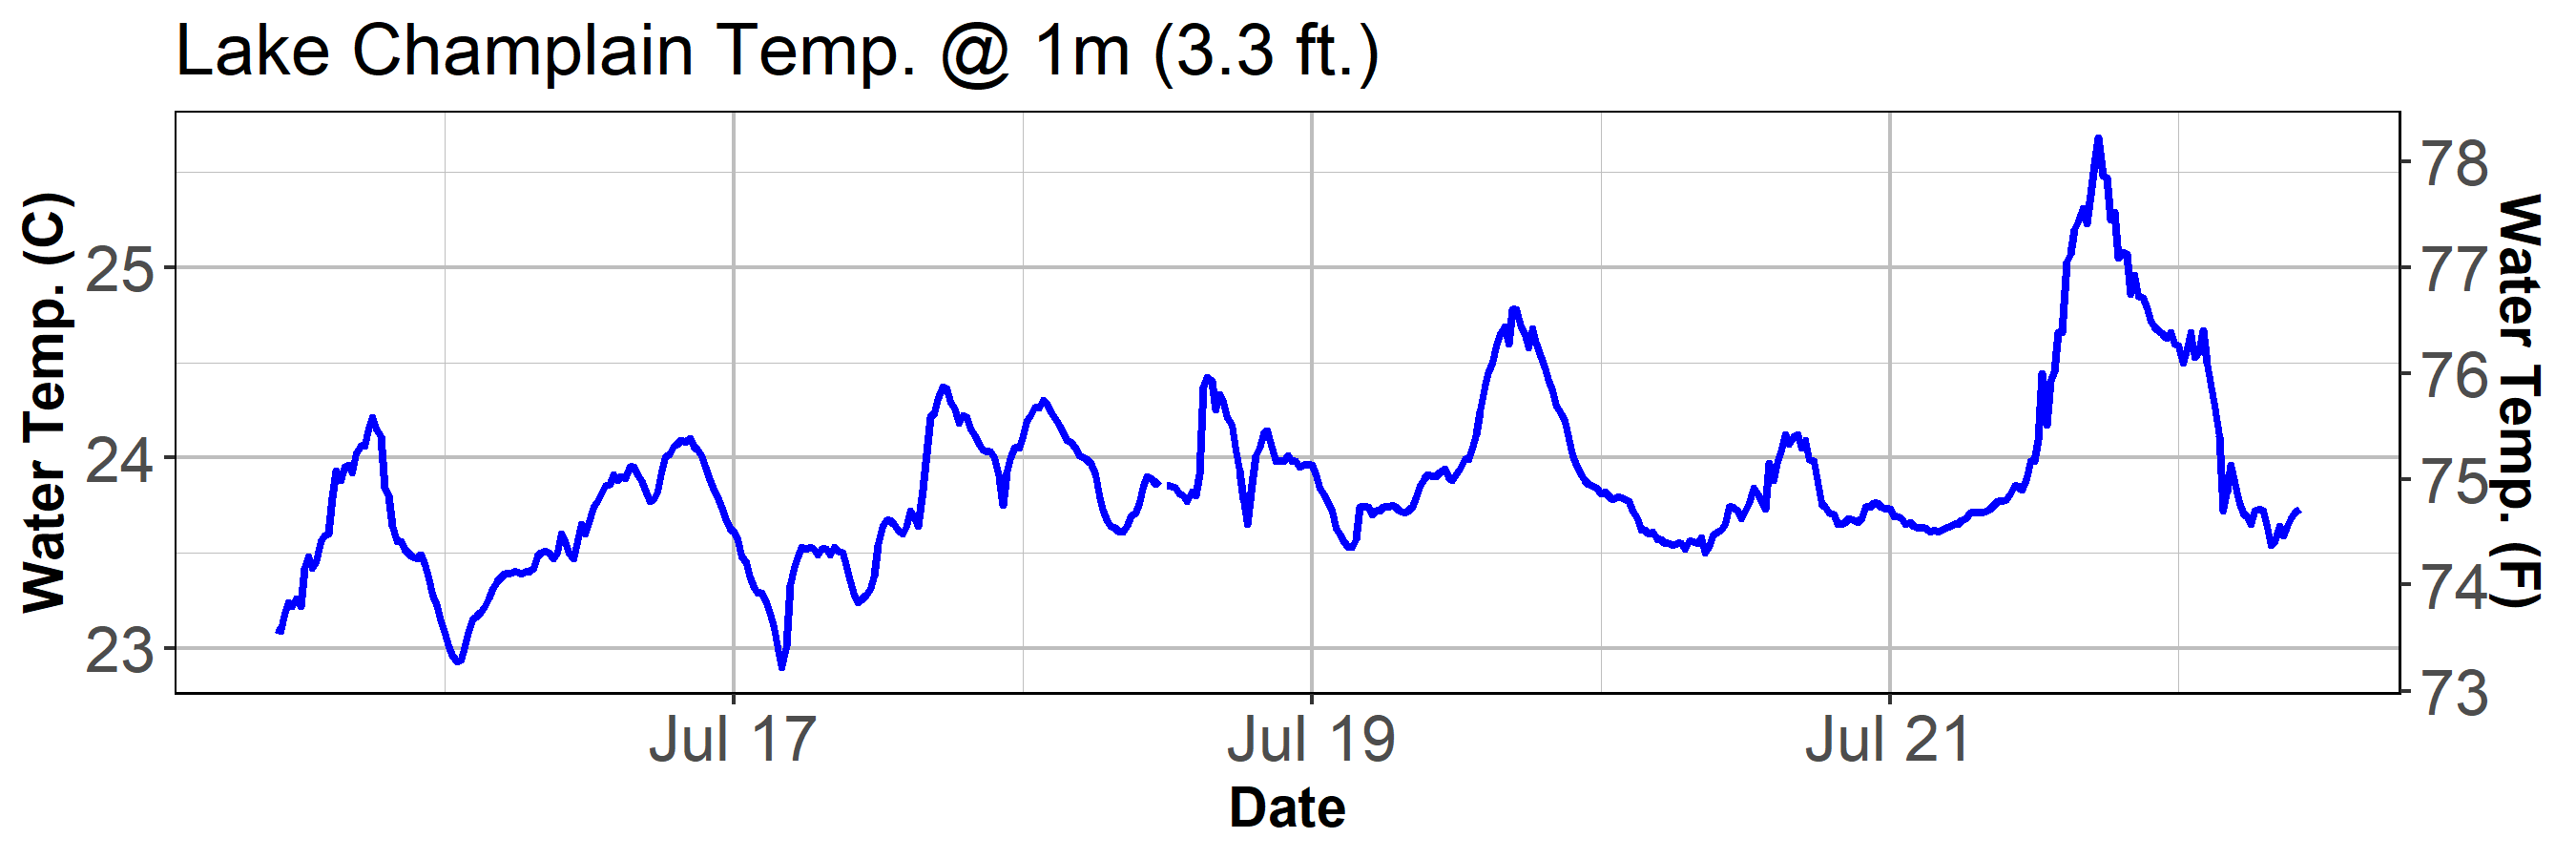 Lake Champlain Temp. @ 1m (3.3 ft.)
Water Temp. (C)
25
24
23
78
77
76
75
74
73
Water Temp. (F)
Jul 17
Jul 19
Jul 21
Date